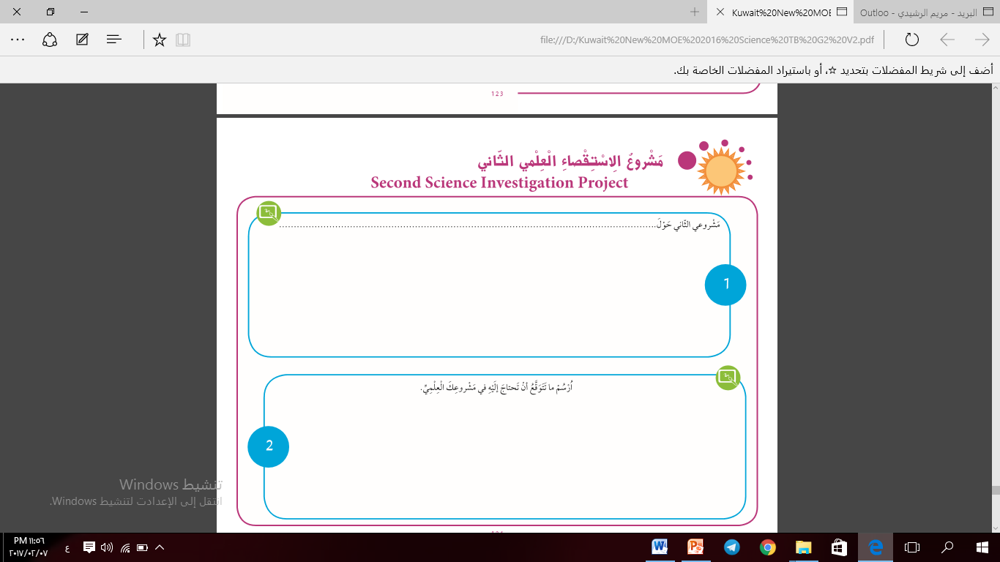 Kuwait%20New%20MOE
البريد - مريم الرشيدي - Outloo
file:///D:/Kuwait%20New%20MOE%202016%20Science%20TB%20G2%20V2.pdf
أضف إلى شريط المفضلات بتحديد ☆، أو باستيراد المفضلات الخاصة بك.
123
مَشْروعُ الِاسْتِقْصاءِ الْعِلْمي الثّاني
Second Science Investigation Project
مَشْروعي الثّاني حَوْلَ........................................................................................................................................
1
اُرْسُمْ ما تَتَوَقَّعُ أنْ تَحتاجَ إلَيْهِ في مَشْروعِكَ الْعِلْمِيِّ.
2
تنشيط Windows
انتقل إلى الإعدادات لتنشيط Windows.
PM ١١:٥٦
ع
٢٠١٧/٠٢/٠٧